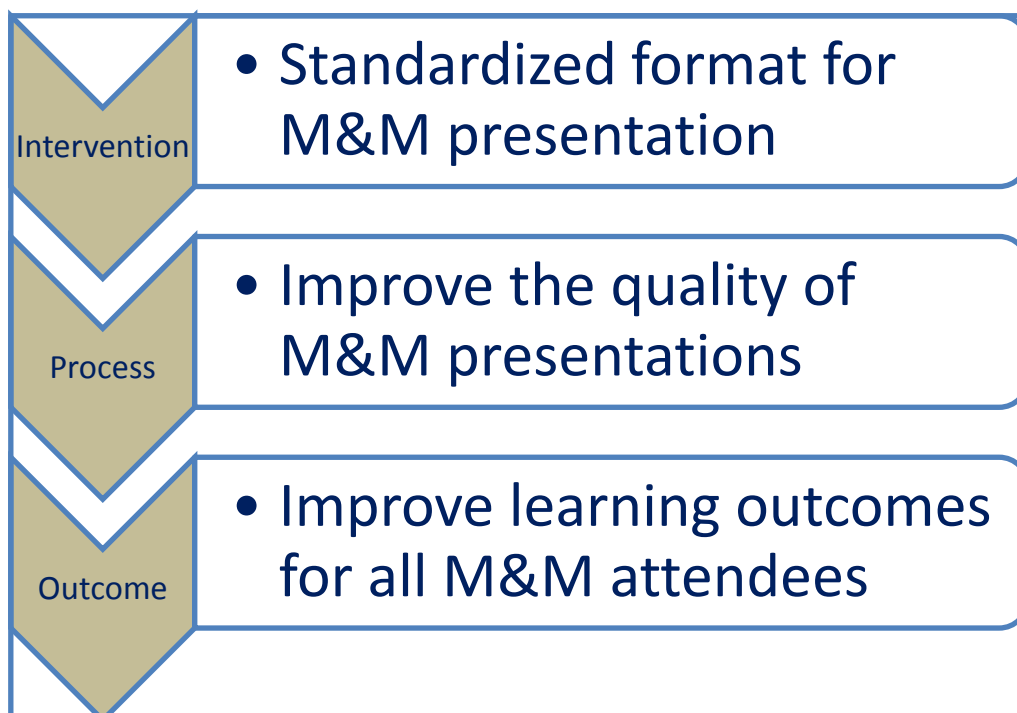 Intervention
• Standardized format for
M&M presentation
Process
• Improve the quality of
M&M presentations
Outcome
• Improve learning outcomes
for all M&M attendees